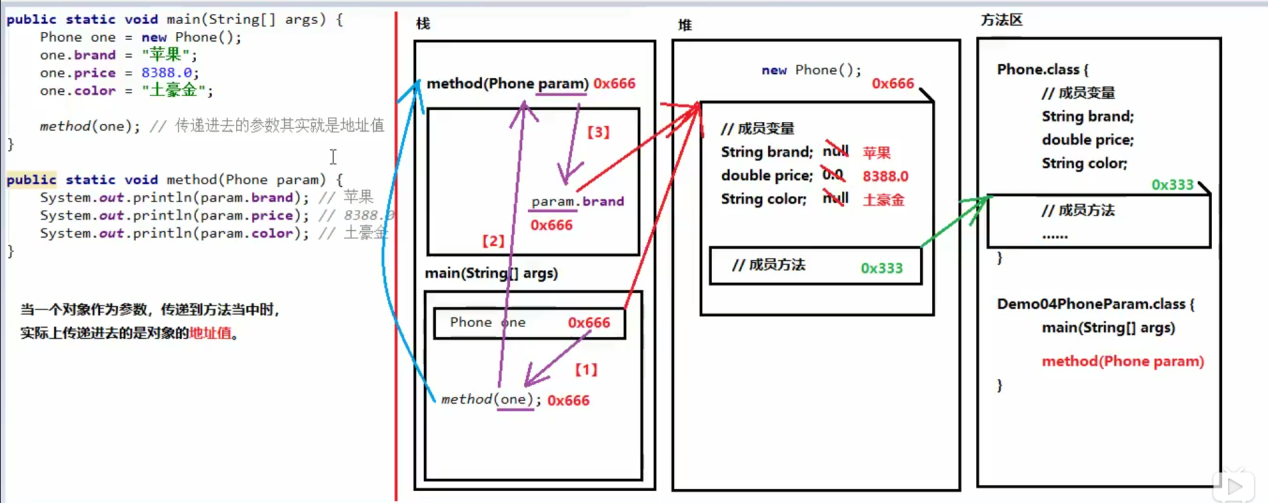 public static void main(String[] args) {
Phone one = new Phone();
one.brand = "苹果";
one.price = 8388.0;
one.color = "土豪金";
method(one); // 传递进去的参数其实就是地址值
}
public static void method(Phone param) {
System.out.println(param.brand); // 苹果
System.out.println(param.price); // 8388.0
System.out.println(param.color); // 土豪金
}
当一个对象作为参数，传递到方法当中时，
实际上传递进去的是对象的地址值。
栈
method(Phone param) 0x666
【3】
param.brand
0x666
【2】
main(String[] args)
Phone one 0x666
【1】
method(one); 0x666
堆
new Phone();
0x666
// 成员变量
String brand; null 苹果
double price; 0.0 8388.0
String color; null 土豪金
// 成员方法 0x333
方法区
Phone.class {
// 成员变量
String brand;
double price;
String color;
0x333
// 成员方法
......
}
Demo04PhoneParam.class {
main(String[] args)
method(Phone param)
}